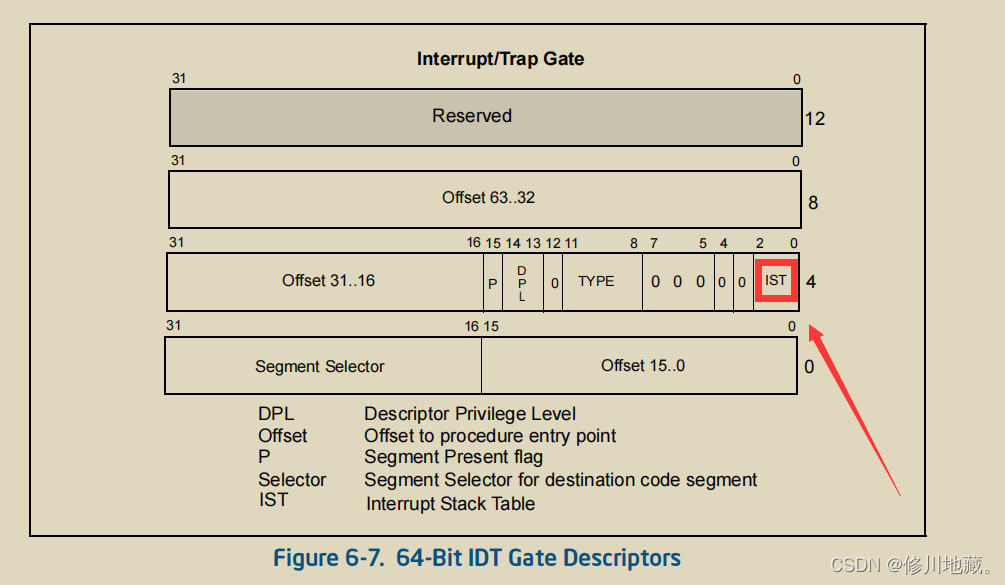 Interrupt/Trap Gate
31 0
Reserved 12
31 0
Offset 63..32 8
31 16 15 14 13 12 11 8 7 5 4 2 0
Offset 31..16 P DPL 0 TYPE 0 0 0 0 0 IST 4
31 16 15 0
Segment Selector Offset 15..0 0
DPL Descriptor Privilege Level
Offset Offset to procedure entry point
P Segment Present flag
Selector Segment Selector for destination code segment
IST Interrupt Stack Table
Figure 6-7. 64-Bit IDT Gate Descriptors
CSDN @修川地藏。